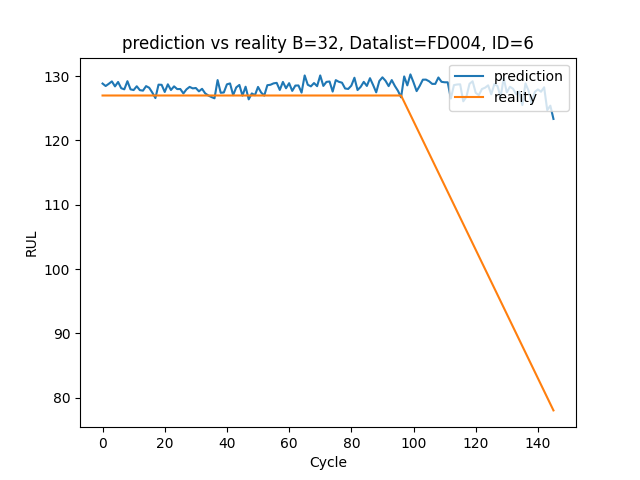 prediction vs reality B=32, Datalist=FD004, ID=6
prediction
reality
RUL
130
120
110
100
90
80
0 20 40 60 80 100 120 140
Cycle